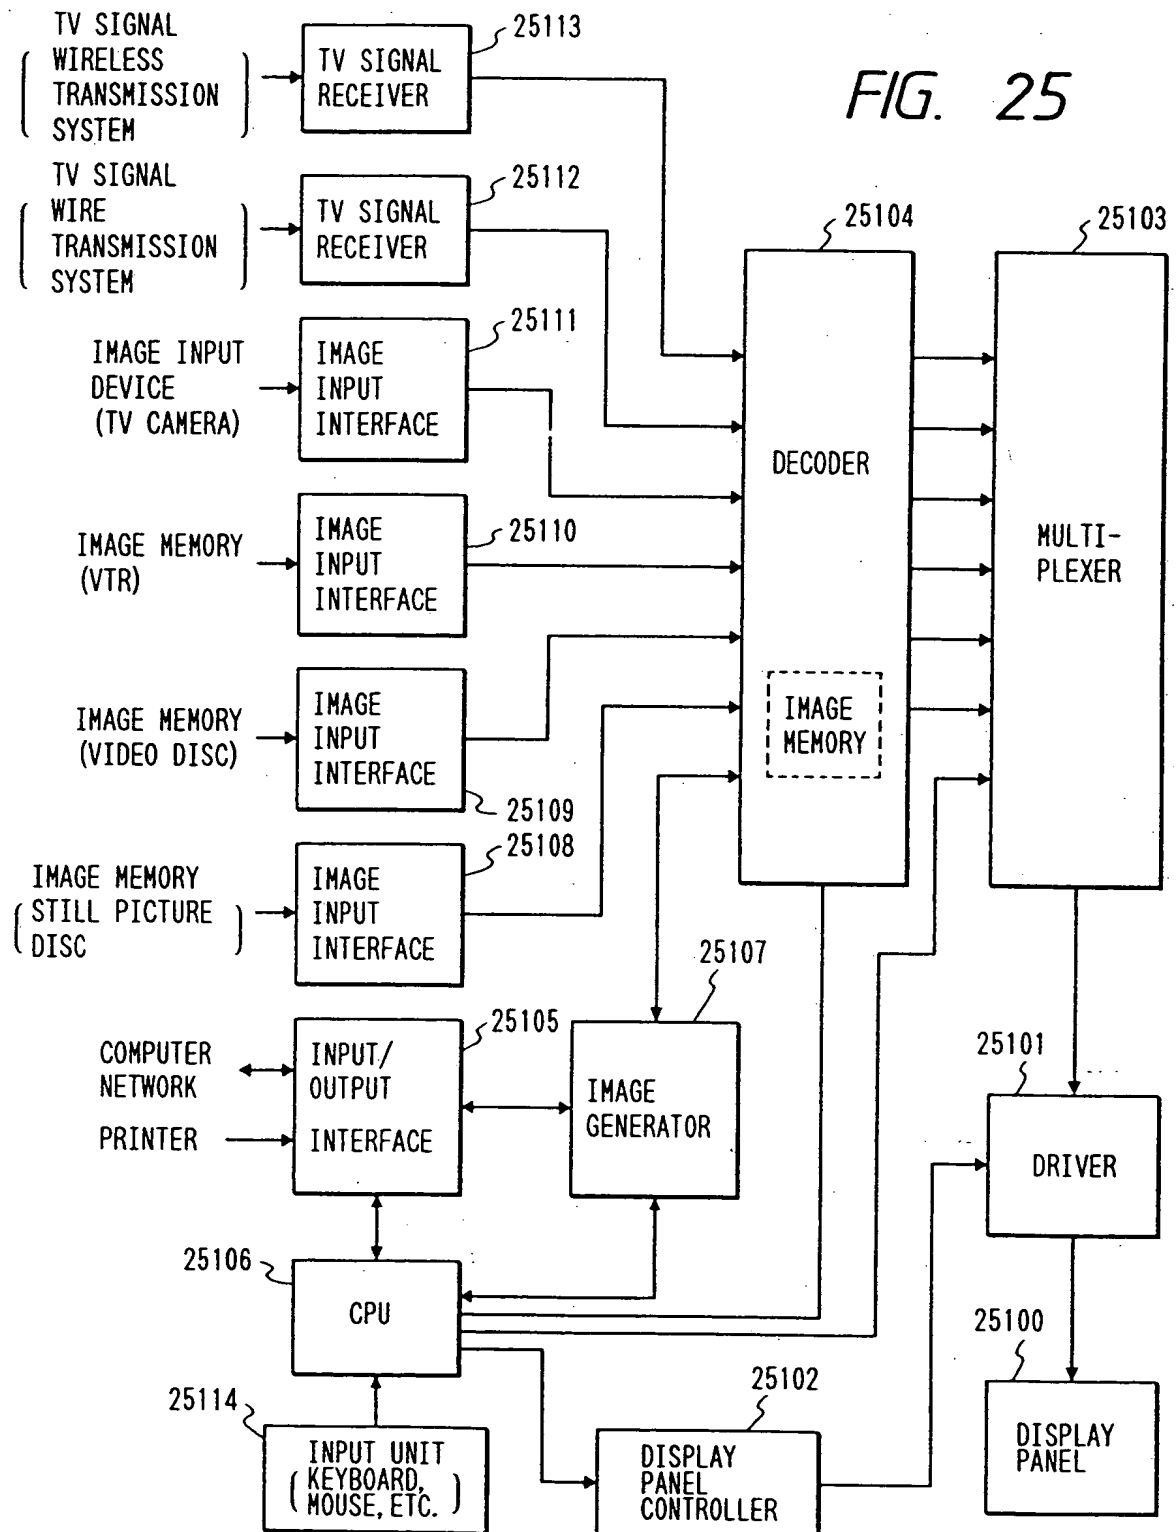 FIG. 25
TV SIGNAL
WIRELESS
TRANSMISSION
SYSTEM
TV SIGNAL
RECEIVER
25113
TV SIGNAL
WIRE
TRANSMISSION
SYSTEM
TV SIGNAL
RECEIVER
25112
IMAGE INPUT
DEVICE
(TV CAMERA)
IMAGE
INPUT
INTERFACE
25111
IMAGE MEMORY
(VTR)
IMAGE
INPUT
INTERFACE
25110
IMAGE MEMORY
(VIDEO DISC)
IMAGE
INPUT
INTERFACE
25109
IMAGE MEMORY
(STILL PICTURE
DISC)
IMAGE
INPUT
INTERFACE
25108
25104
DECODER
IMAGE
MEMORY
25103
MULTI-
PLEXER
COMPUTER
NETWORK
PRINTER
INPUT/
OUTPUT
INTERFACE
25105
25107
IMAGE
GENERATOR
25101
DRIVER
25106
CPU
25100
DISPLAY
PANEL
25114
INPUT UNIT
(KEYBOARD,
MOUSE, ETC.)
25102
DISPLAY
PANEL
CONTROLLER